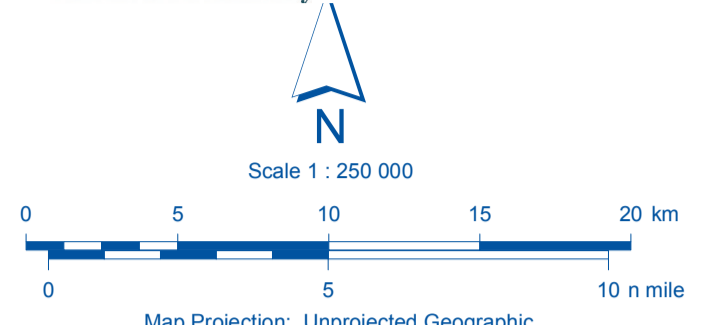 N
Scale 1 : 250 000
0 5 10 15 20 km
0 5 10 n mile
Map Projection: Unprojected Geographic